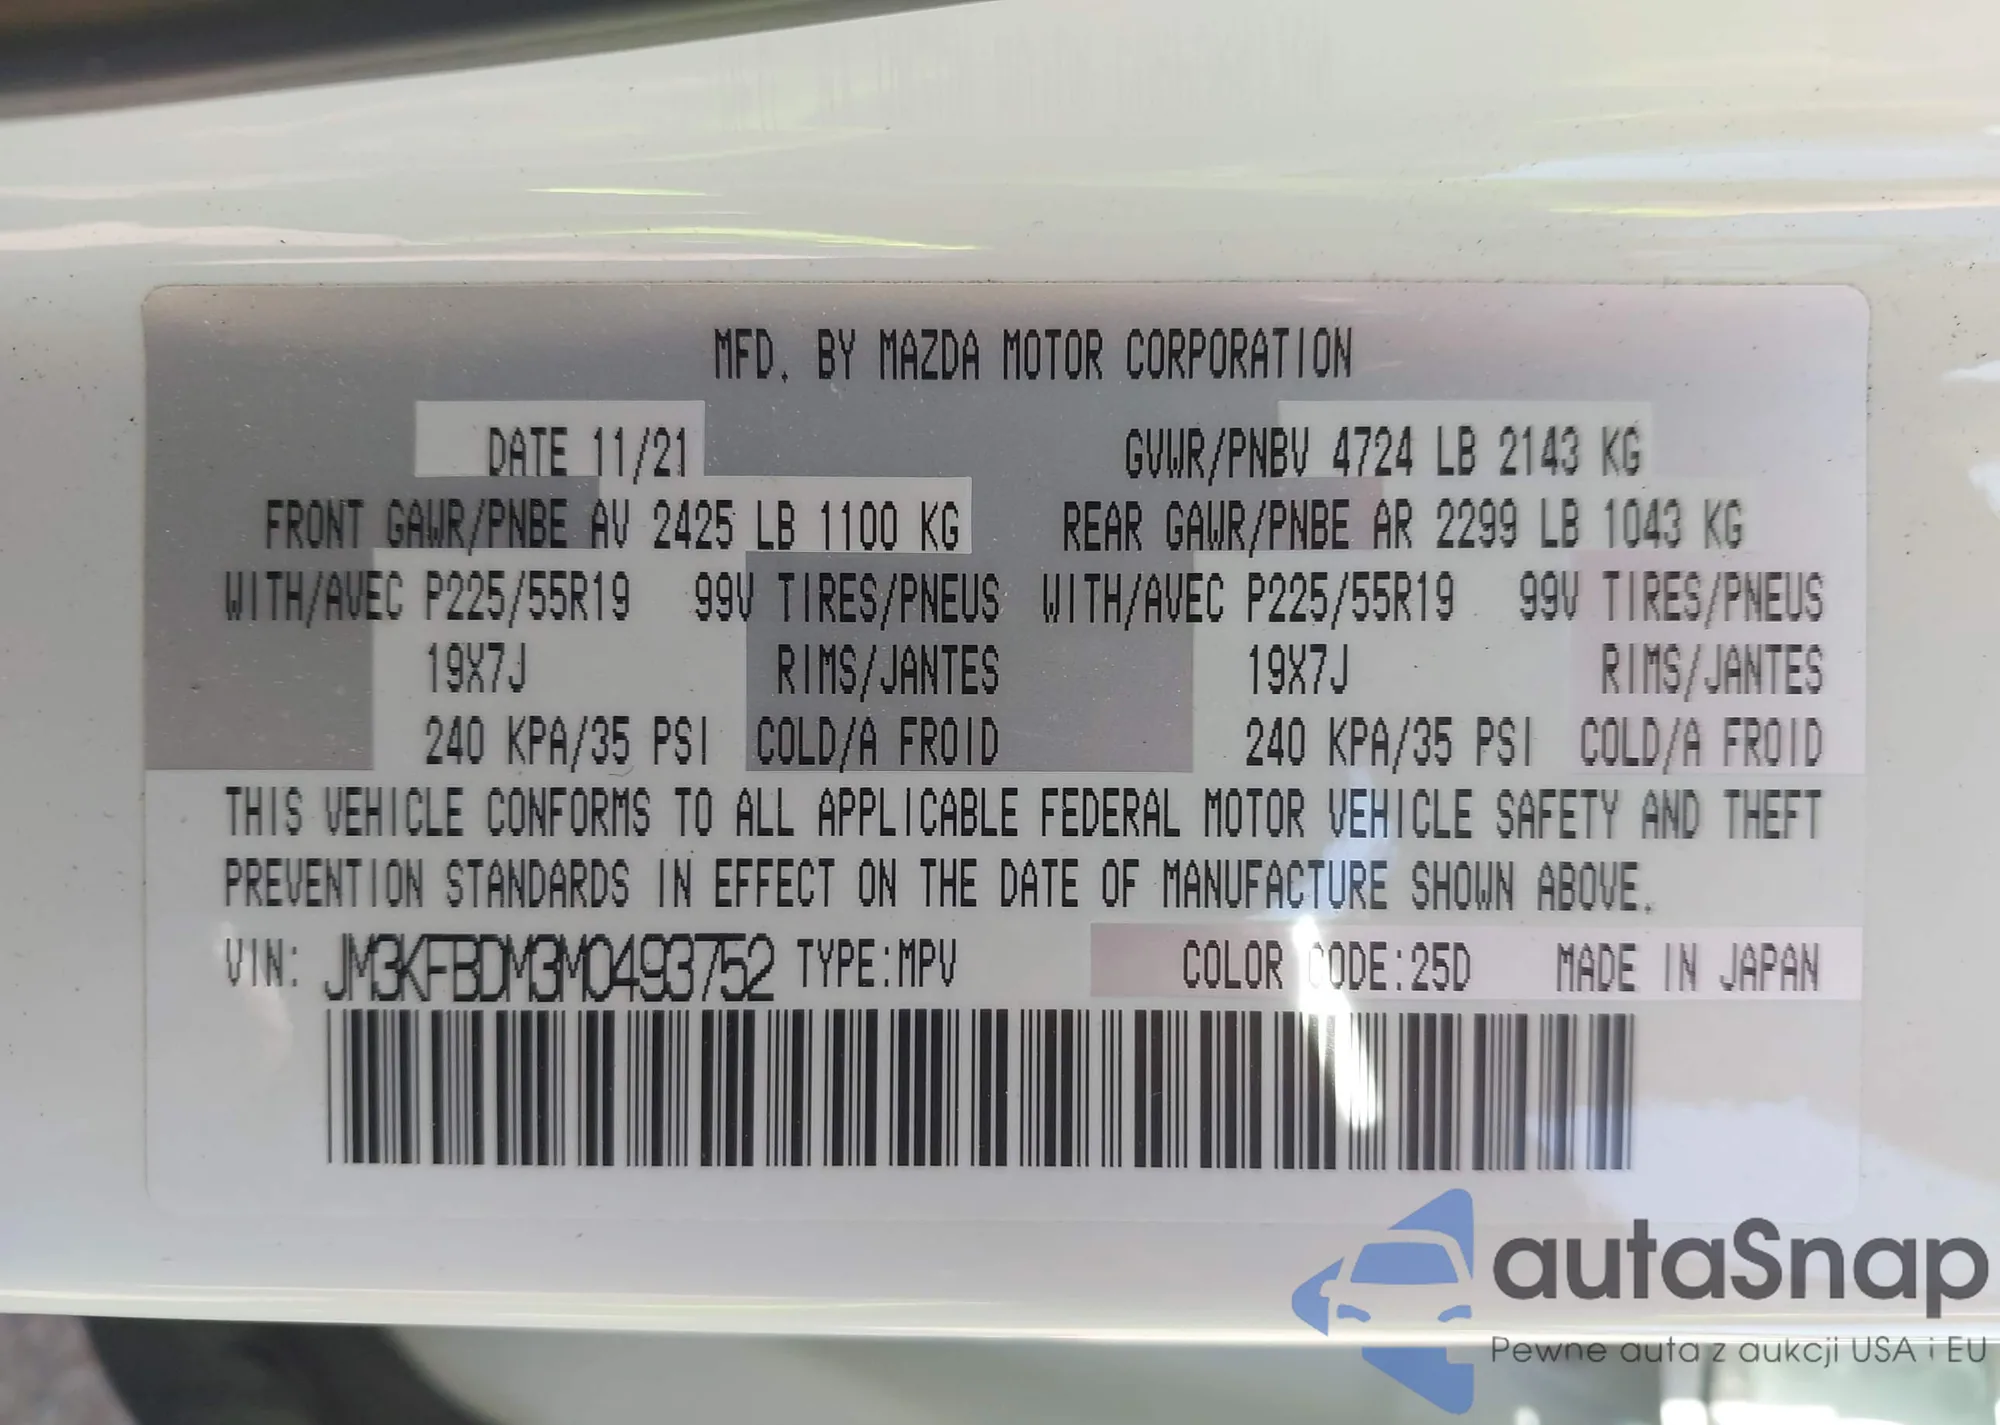 MFD. BY MAZDA MOTOR CORPORATION
DATE 11/21 GVWR/PNBV 4724 LB 2143 KG
FRONT GAWR/PNBE AV 2425 LB 1100 KG REAR GAWR/PNBE AR 2299 LB 1043 KG
WITH/AVEC P225/55R19 99V TIRES/PNEUS WITH/AVEC P225/55R19 99V TIRES/PNEUS
19X7J RIMS/JANTES 19X7J RIMS/JANTES
240 KPA/35 PSI COLD/A FROID 240 KPA/35 PSI COLD/A FROID
THIS VEHICLE CONFORMS TO ALL APPLICABLE FEDERAL MOTOR VEHICLE SAFETY AND THEFT
PREVENTION STANDARDS IN EFFECT ON THE DATE OF MANUFACTURE SHOWN ABOVE.
VIN: JM3KFBDM3M0493752 TYPE:MPV COLOR CODE:25D MADE IN JAPAN
autaSnap
Pewne auta z aukcji USA i EU